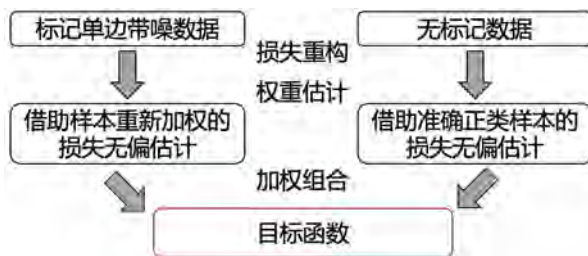 标记单边带噪数据
无标记数据
损失重构
权重估计
借助样本重新加权的
损失无偏估计
借助准确正类样本的
损失无偏估计
加权组合
目标函数